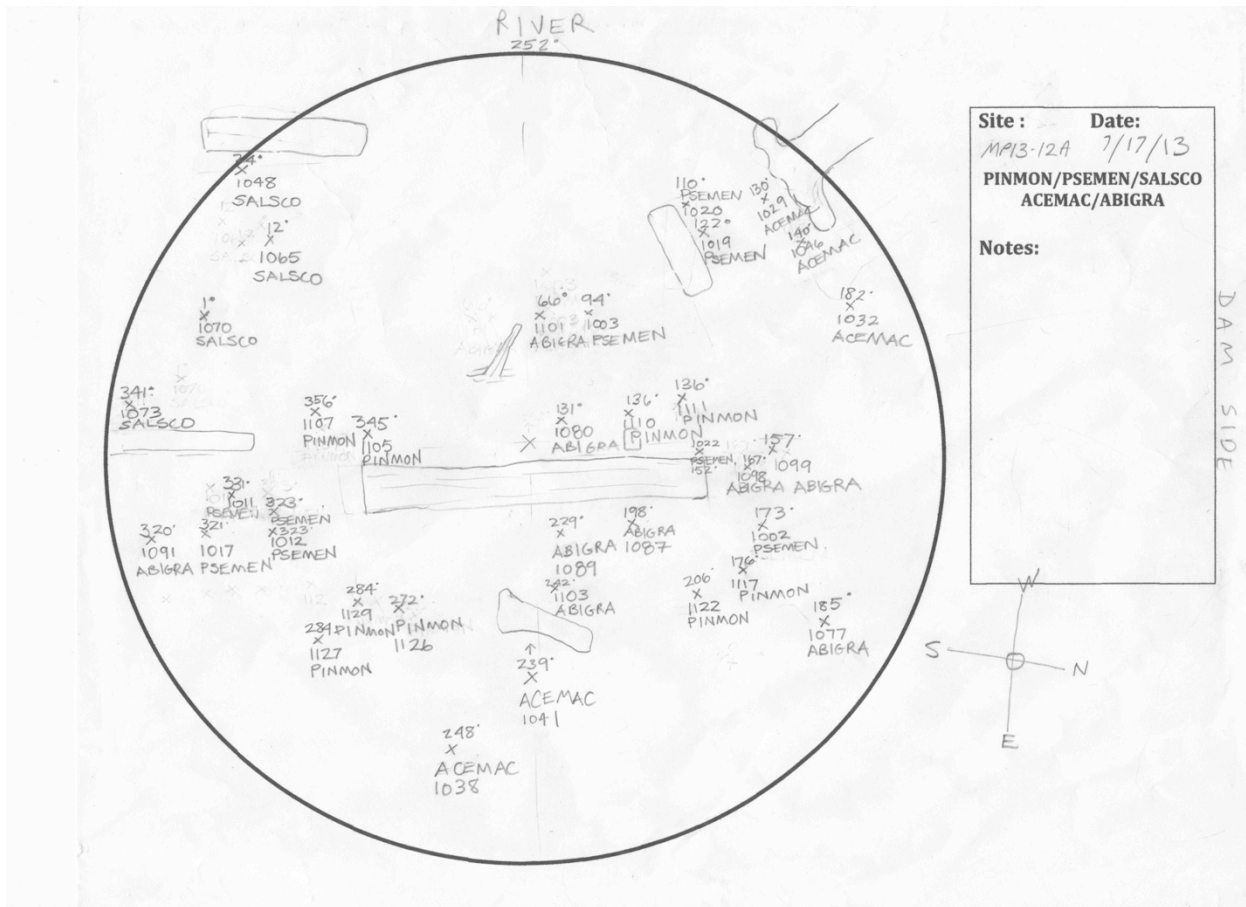 RIVER
252°
Site : Date:
MP13-12A 7/17/13
PINMON/PSEMEN/SALSCO
ACEMAC/ABIGRA
Notes:
DAM SIDE
W
S
N
E
24°
1048
SALSCO
12°
1065
SALSCO
1°
1070
SALSCO
341°
1073
SALSCO
110°
PSEMEN
1020
122°
1019
PSEMEN
130°
1029
ACEMAC
140°
1046
ACEMAC
182°
1032
ACEMAC
66°
1101
ABIGRA
94°
1003
PSEMEN
356°
1107
PINMON
345°
1105
PINMON
131°
1080
ABIGRA
136°
1110
PINMON
136°
1111
PINMON
1022
PSEMEN
152°
167°
1098
ABIGRA
157°
1099
ABIGRA
331°
1011
PSEMEN
323°
PSEMEN
323°
1012
PSEMEN
320°
1091
ABIGRA
321°
1017
PSEMEN
229°
ABIGRA
1089
198°
ABIGRA
1087
173°
1002
PSEMEN
176°
1117
PINMON
242°
1103
ABIGRA
206°
1122
PINMON
185°
1077
ABIGRA
284°
1129
PINMON
272°
PINMON
1126
284°
1127
PINMON
239°
ACEMAC
1041
248°
ACEMAC
1038